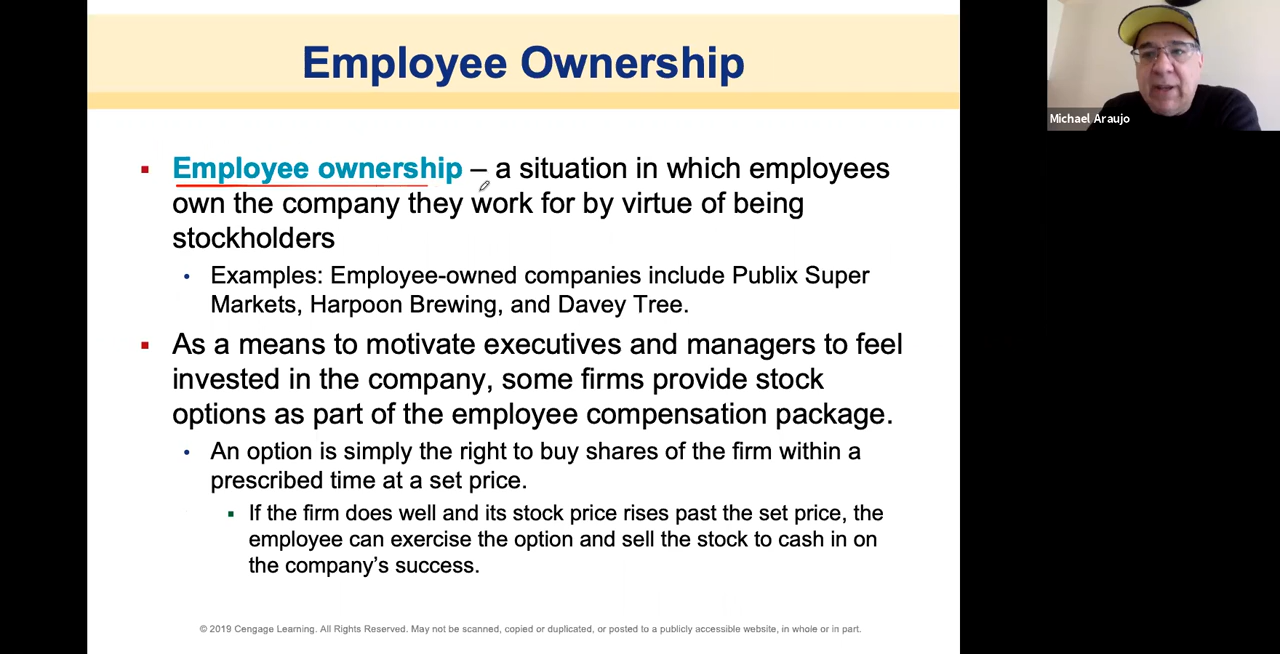 Employee Ownership
Michael Araujo
▪ Employee ownership – a situation in which employees
own the company they work for by virtue of being
stockholders
• Examples: Employee-owned companies include Publix Super
Markets, Harpoon Brewing, and Davey Tree.
▪ As a means to motivate executives and managers to feel
invested in the company, some firms provide stock
options as part of the employee compensation package.
• An option is simply the right to buy shares of the firm within a
prescribed time at a set price.
▪ If the firm does well and its stock price rises past the set price, the
employee can exercise the option and sell the stock to cash in on
the company’s success.
© 2019 Cengage Learning. All Rights Reserved. May not be scanned, copied or duplicated, or posted to a publicly accessible website, in whole or in part.